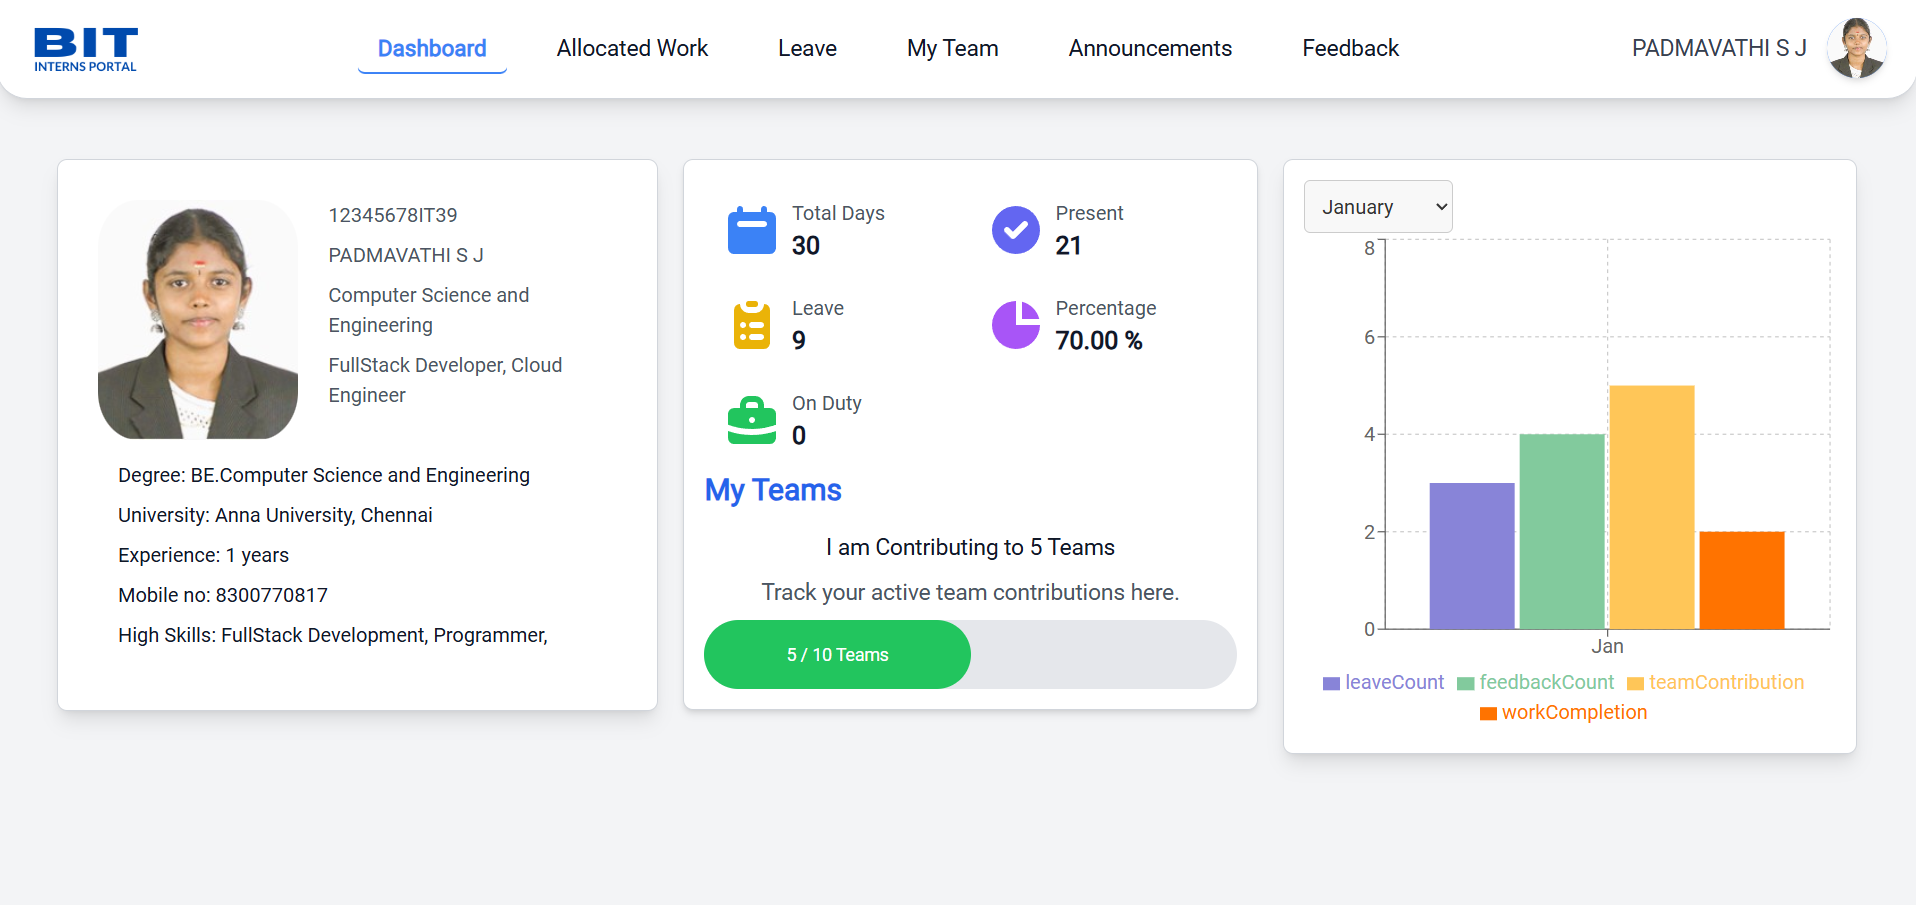 BIT
INTERNS PORTAL
Dashboard
Allocated Work
Leave
My Team
Announcements
Feedback
PADMAVATHI S J
12345678IT39
PADMAVATHI S J
Computer Science and
Engineering
FullStack Developer, Cloud
Engineer
Degree: BE.Computer Science and Engineering
University: Anna University, Chennai
Experience: 1 years
Mobile no: 8300770817
High Skills: FullStack Development, Programmer,
Total Days
30
Present
21
Leave
9
Percentage
70.00 %
On Duty
0
My Teams
I am Contributing to 5 Teams
Track your active team contributions here.
5 / 10 Teams
January
8
6
4
2
0
Jan
leaveCount feedbackCount teamContribution
workCompletion